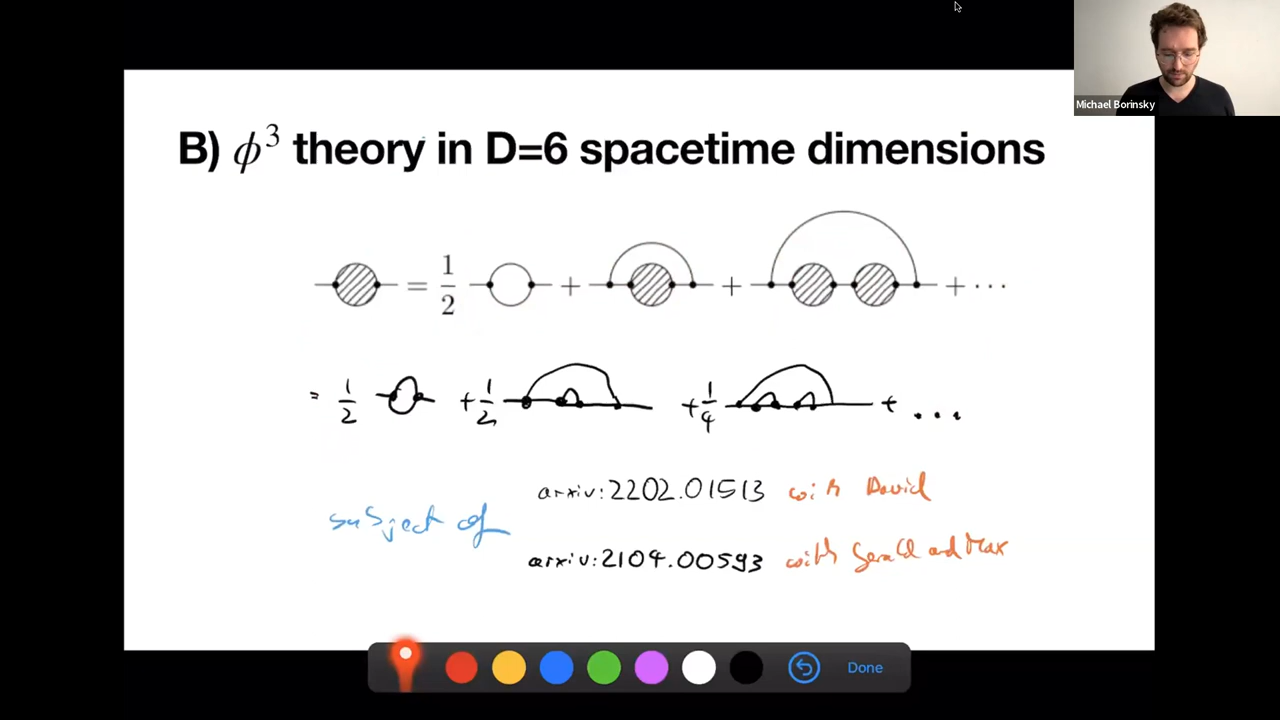 Michael Borinsky
B) ϕ³ theory in D=6 spacetime dimensions
= 1/2 + + + ···
= 1/2 + 1/2 + 1/4 + ...
arxiv:2202.01513 with David
subject of
arxiv:2104.00593 with Gerald and Max
Done